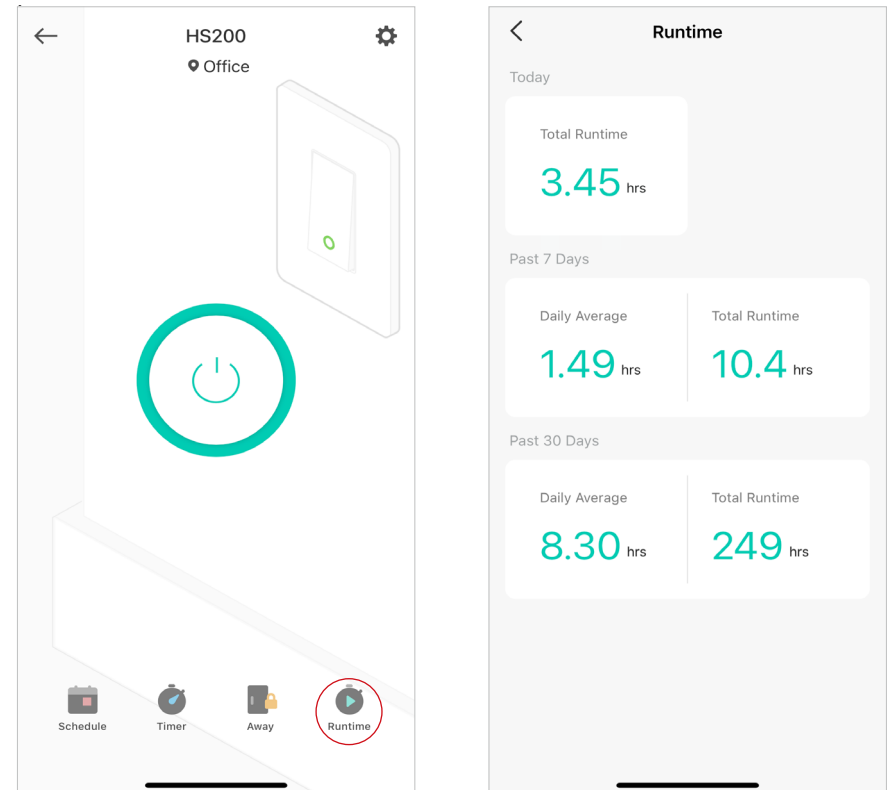 HS200
Office
Schedule
Timer
Away
Runtime
Runtime
Today
Total Runtime
3.45 hrs
Past 7 Days
Daily Average
1.49 hrs
Total Runtime
10.4 hrs
Past 30 Days
Daily Average
8.30 hrs
Total Runtime
249 hrs